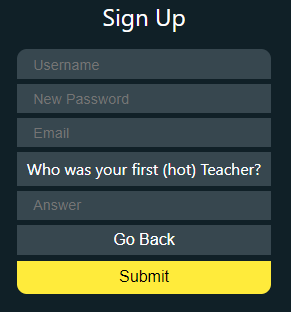 Sign Up
Username
New Password
Email
Who was your first (hot) Teacher?
Answer
Go Back
Submit